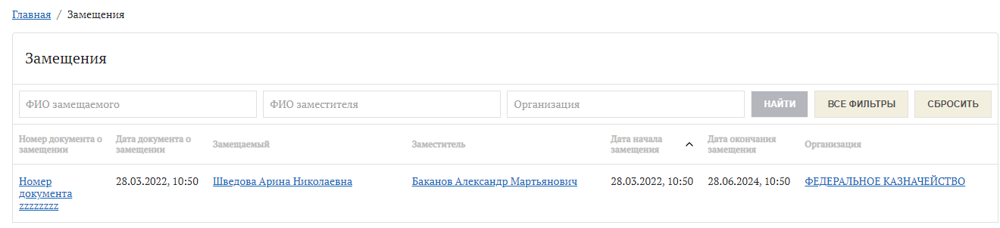 Главная / Замещения
Замещения
ФИО замещаемого
ФИО заместителя
Организация
НАЙТИ
ВСЕ ФИЛЬТРЫ
СБРОСИТЬ
Номер документа о
замещении
Дата документа о
замещении
Замещаемый
Заместитель
Дата начала
замещения
Дата окончания
замещения
Организация
Номер
документа
zzzzzzzz
28.03.2022, 10:50
Шведова Арина Николаевна
Баканов Александр Мартьянович
28.03.2022, 10:50
28.06.2024, 10:50
ФЕДЕРАЛЬНОЕ КАЗНАЧЕЙСТВО